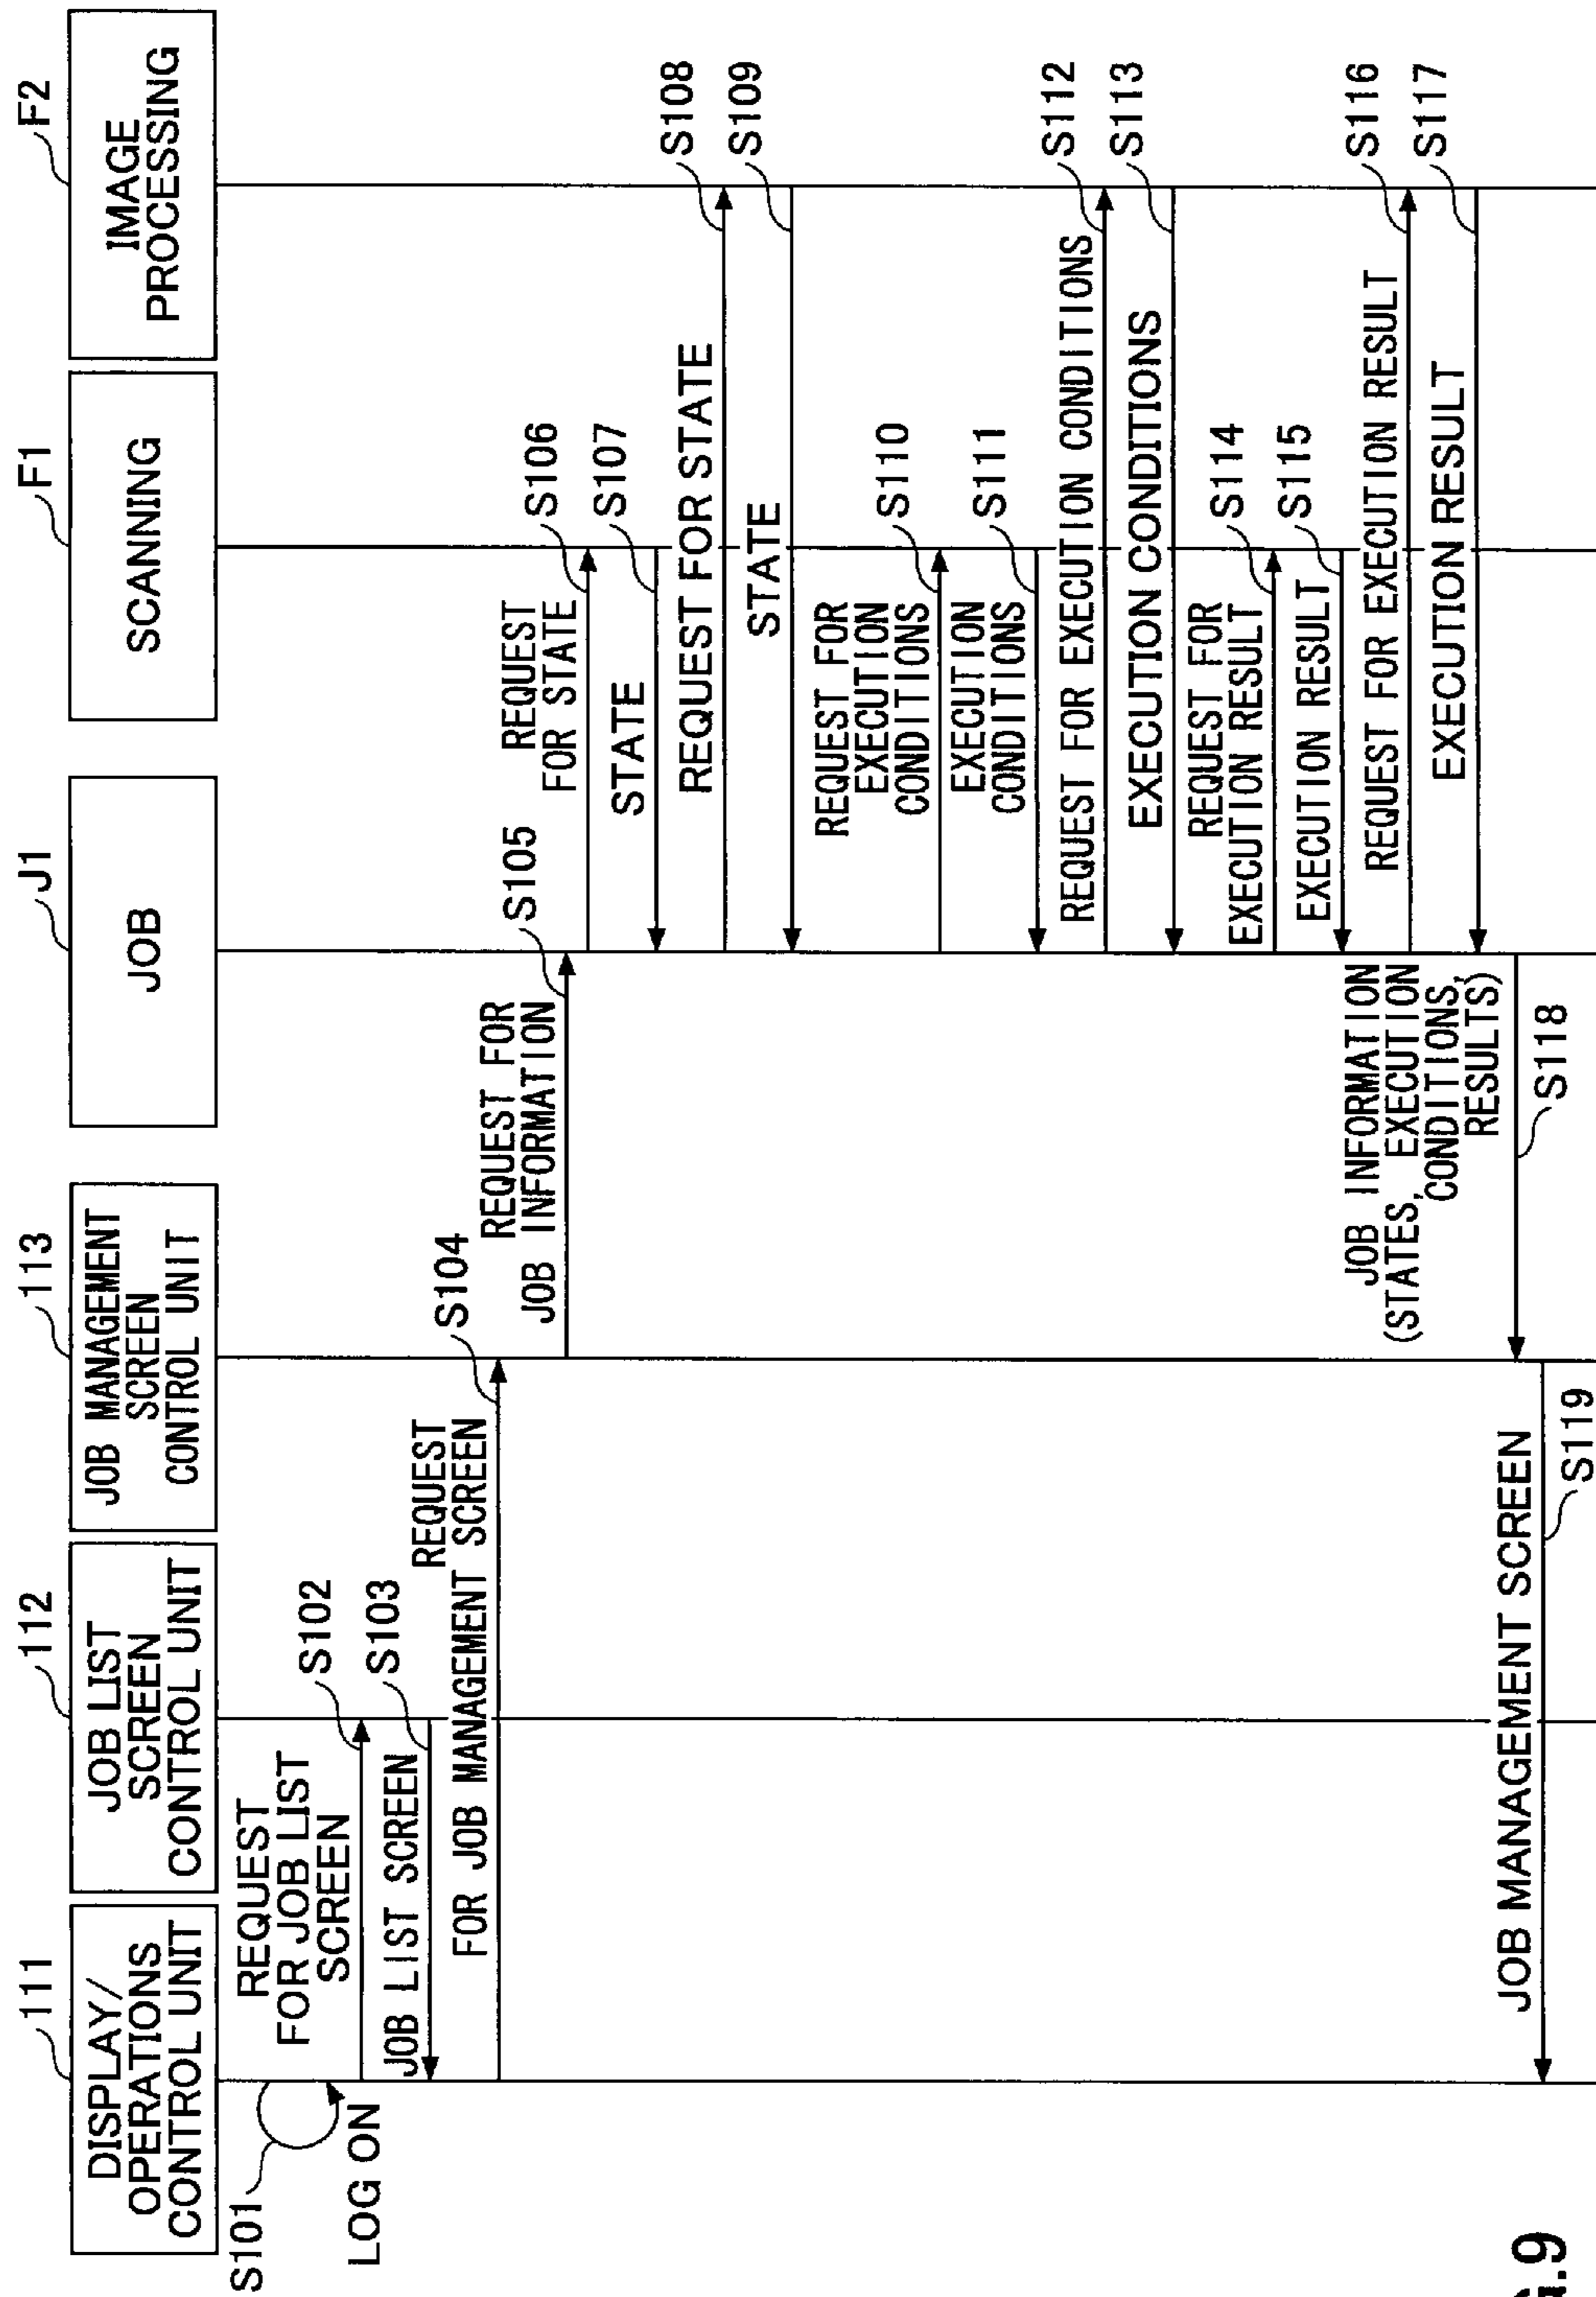 111
DISPLAY/
OPERATIONS
CONTROL UNIT
112
JOB LIST
SCREEN
CONTROL UNIT
113
JOB MANAGEMENT
SCREEN
CONTROL UNIT
J1
JOB
F1
SCANNING
F2
IMAGE
PROCESSING
S101
LOG ON
REQUEST
FOR JOB LIST
SCREEN
S102
JOB LIST SCREEN
S103
REQUEST
FOR JOB MANAGEMENT SCREEN
S104
REQUEST FOR
JOB INFORMATION
S105
REQUEST
FOR STATE
S106
STATE
S107
REQUEST FOR STATE
S108
STATE
S109
REQUEST FOR
EXECUTION
CONDITIONS
S110
EXECUTION
CONDITIONS
S111
REQUEST FOR EXECUTION CONDITIONS
S112
EXECUTION CONDITIONS
S113
REQUEST FOR
EXECUTION RESULT
S114
EXECUTION RESULT
S115
REQUEST FOR EXECUTION RESULT
S116
EXECUTION RESULT
S117
JOB INFORMATION
(STATES, EXECUTION
CONDITIONS,
RESULTS)
S118
JOB MANAGEMENT SCREEN
S119
G.9